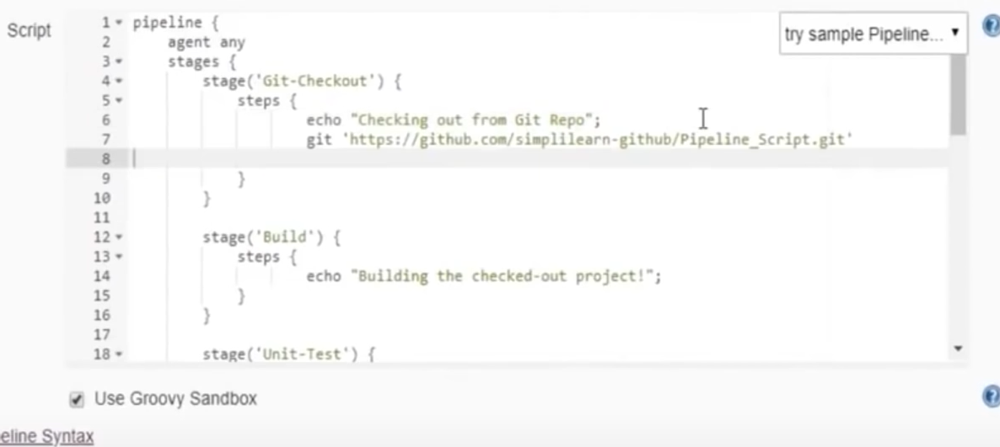 Script
try sample Pipeline...
1 pipeline {
2 agent any
3 stages {
4 stage('Git-Checkout') {
5 steps {
6 echo "Checking out from Git Repo";
7 git 'https://github.com/simplilearn-github/Pipeline_Script.git'
8
9 }
10 }
11
12 stage('Build') {
13 steps {
14 echo "Building the checked-out project!";
15 }
16 }
17
18 stage('Unit-Test') {
Use Groovy Sandbox
eline Syntax